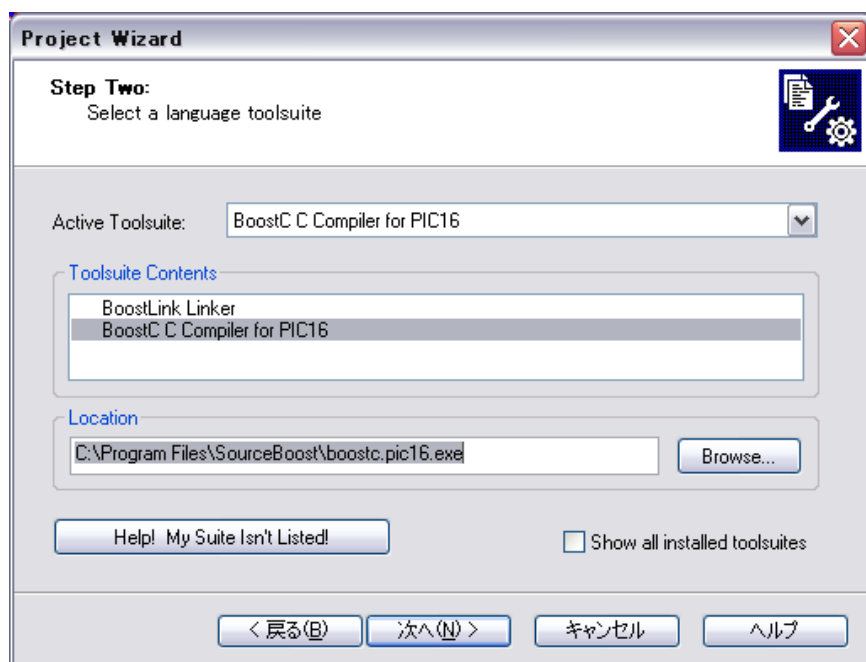 Project Wizard
Step Two:
Select a language toolsuite
Active Toolsuite: BoostC C Compiler for PIC16
Toolsuite Contents
BoostLink Linker
BoostC C Compiler for PIC16
Location
C:\Program Files\SourceBoost\boostc.pic16.exe Browse...
Help! My Suite Isn't Listed! Show all installed toolsuites
< 戻る(B) 次へ(N) > キャンセル ヘルプ